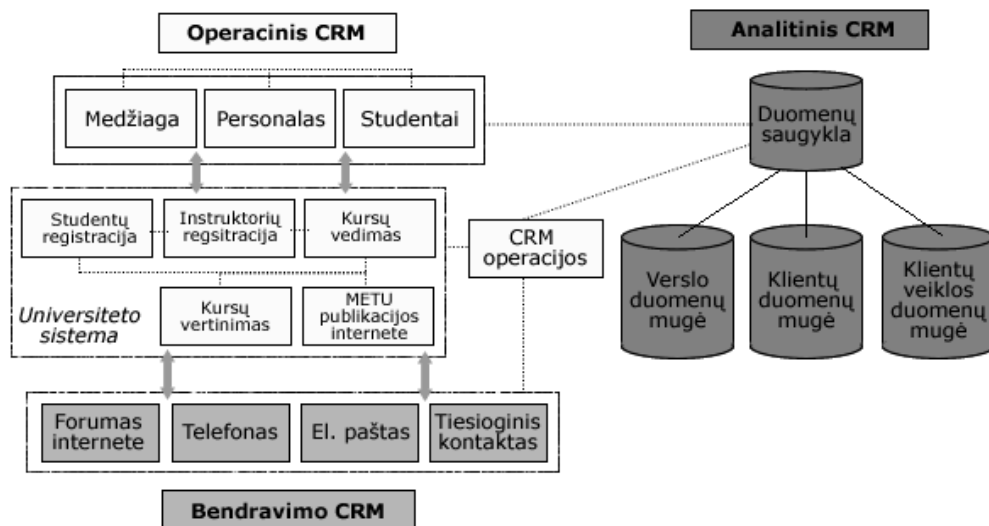 Operacinis CRM
Medžiaga
Personalas
Studentai
Studentų
registracija
Instruktorių
regsitracija
Kursų
vedimas
Kursų
vertinimas
METU
publikacijos
internete
Universiteto
sistema
CRM
operacijos
Forumas
internete
Telefonas
El. paštas
Tiesioginis
kontaktas
Bendravimo CRM
Analitinis CRM
Duomenų
saugykla
Verslo
duomenų
mugė
Klientų
duomenų
mugė
Klientų
veiklos
duomenų
mugė